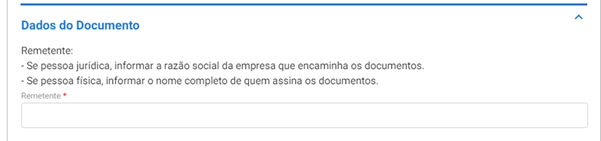 Dados do Documento
Remetente:
- Se pessoa jurídica, informar a razão social da empresa que encaminha os documentos.
- Se pessoa física, informar o nome completo de quem assina os documentos.
Remetente *